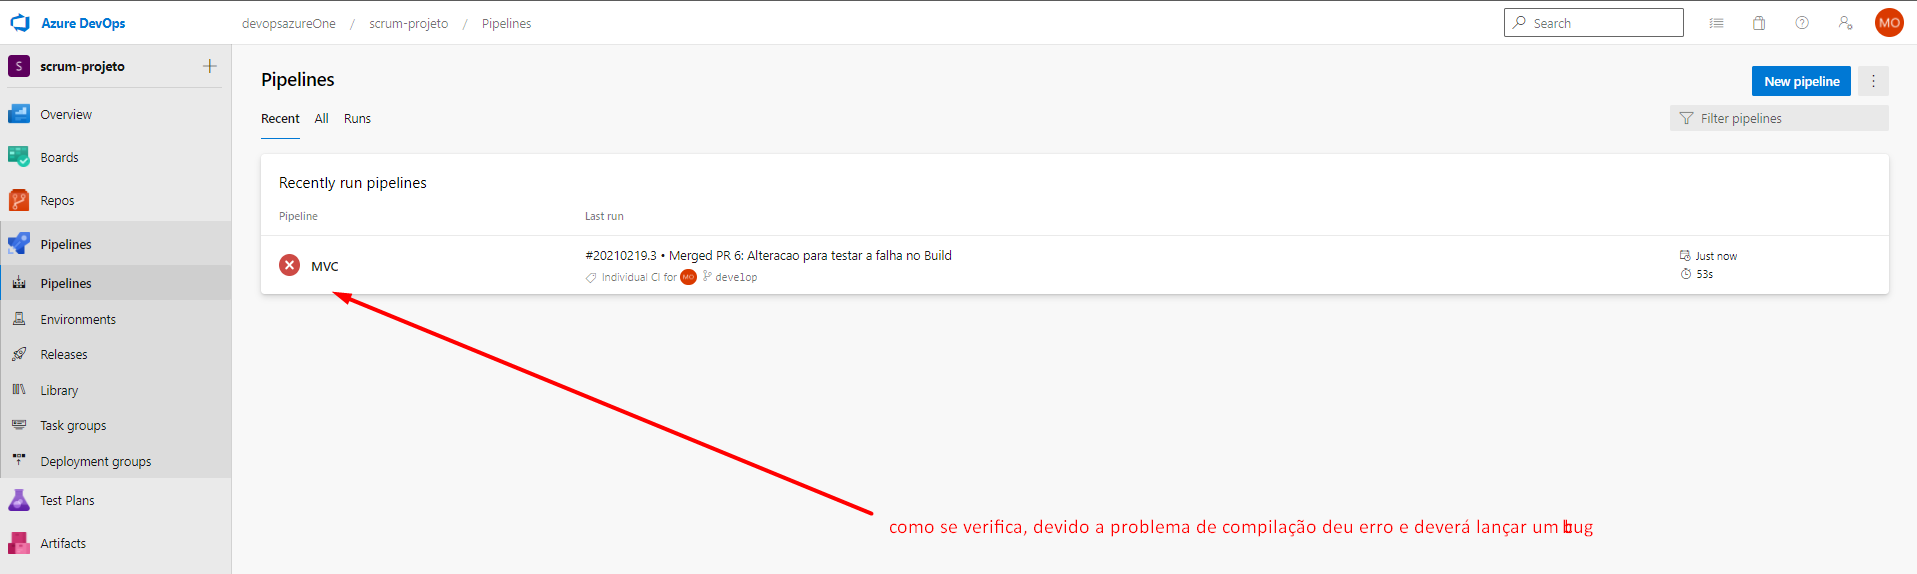 Azure DevOps
devopsazureOne / scrum-projeto / Pipelines
Search
MO
S scrum-projeto
Overview
Boards
Repos
Pipelines
Pipelines
Environments
Releases
Library
Task groups
Deployment groups
Test Plans
Artifacts
Pipelines
New pipeline
Recent All Runs
Filter pipelines
Recently run pipelines
Pipeline Last run
MVC
#20210219.3 • Merged PR 6: Alteracao para testar a falha no Build
Individual CI for MO develop
Just now
53s
como se verifica, devido a problema de compilação deu erro e deverá lançar um bug